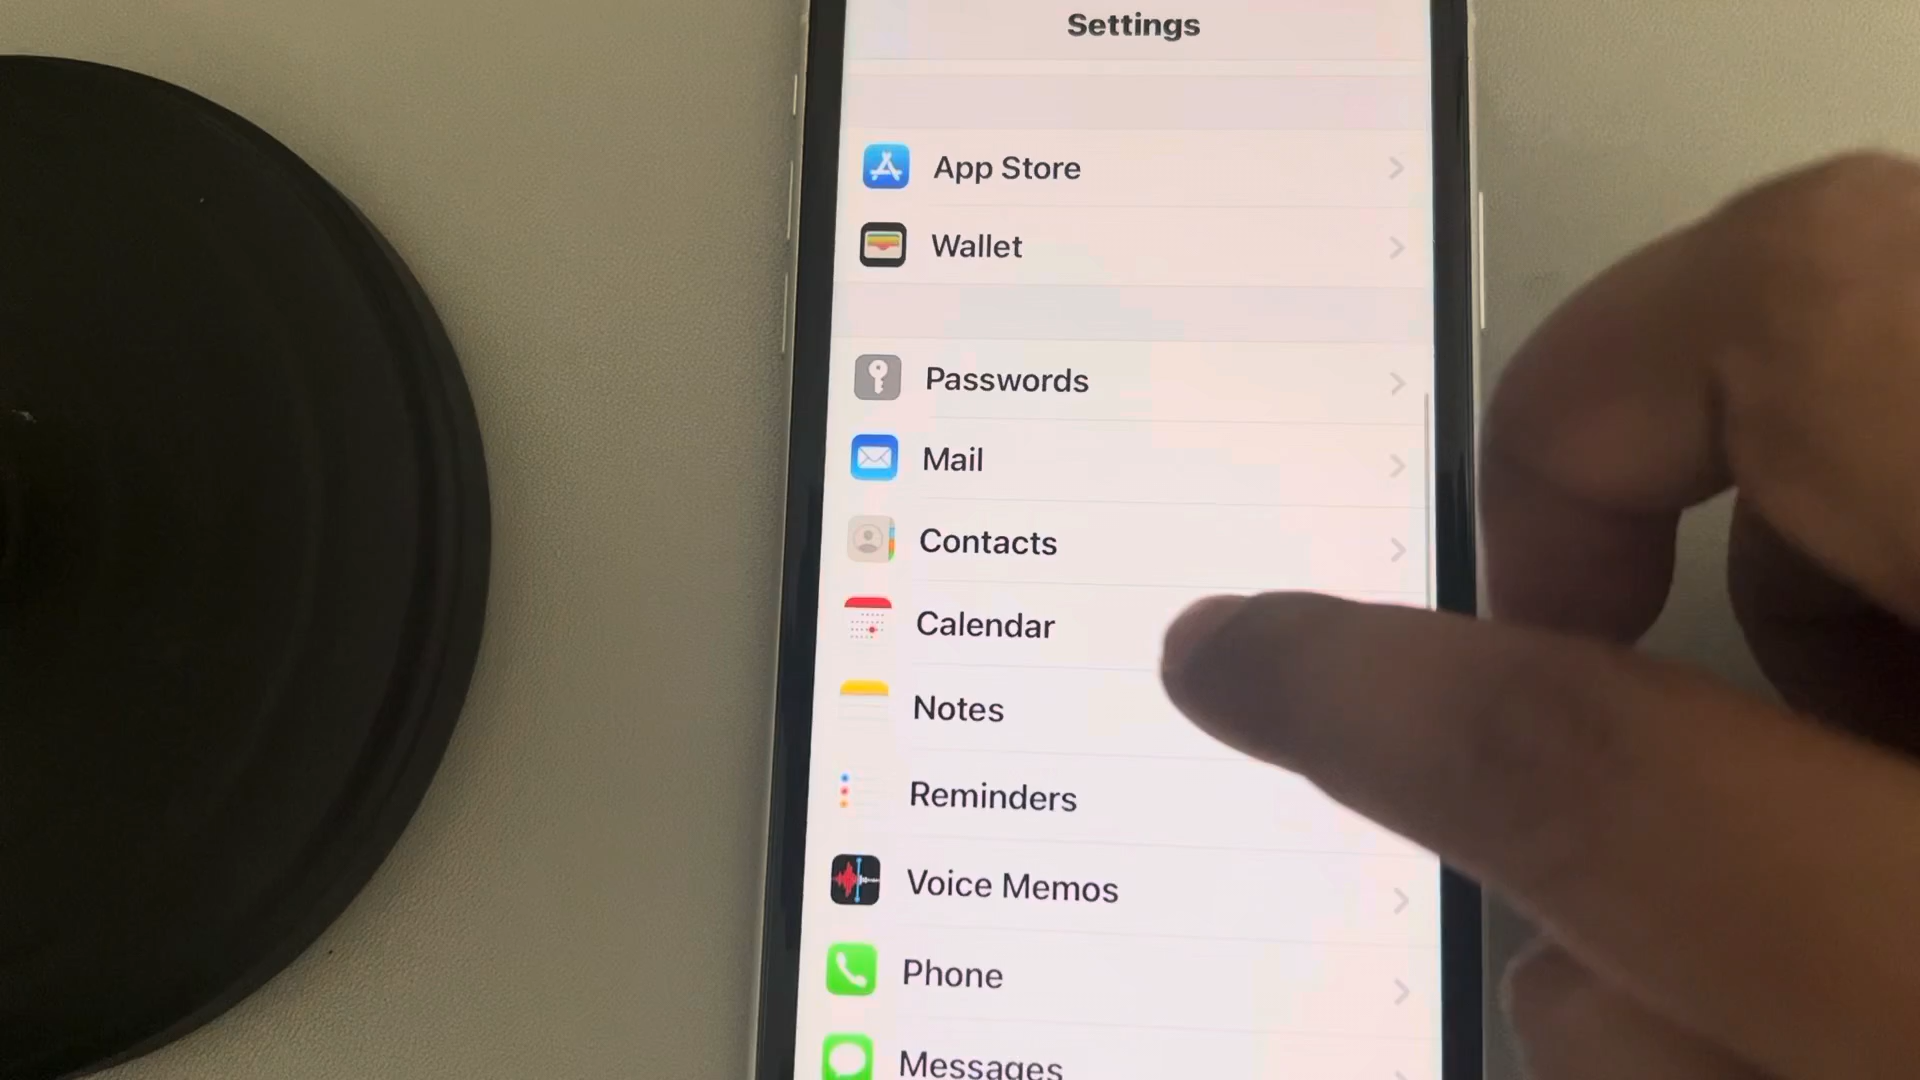 Settings
App Store
Wallet
Passwords
Mail
Contacts
Calendar
Notes
Reminders
Voice Memos
Phone
Messages